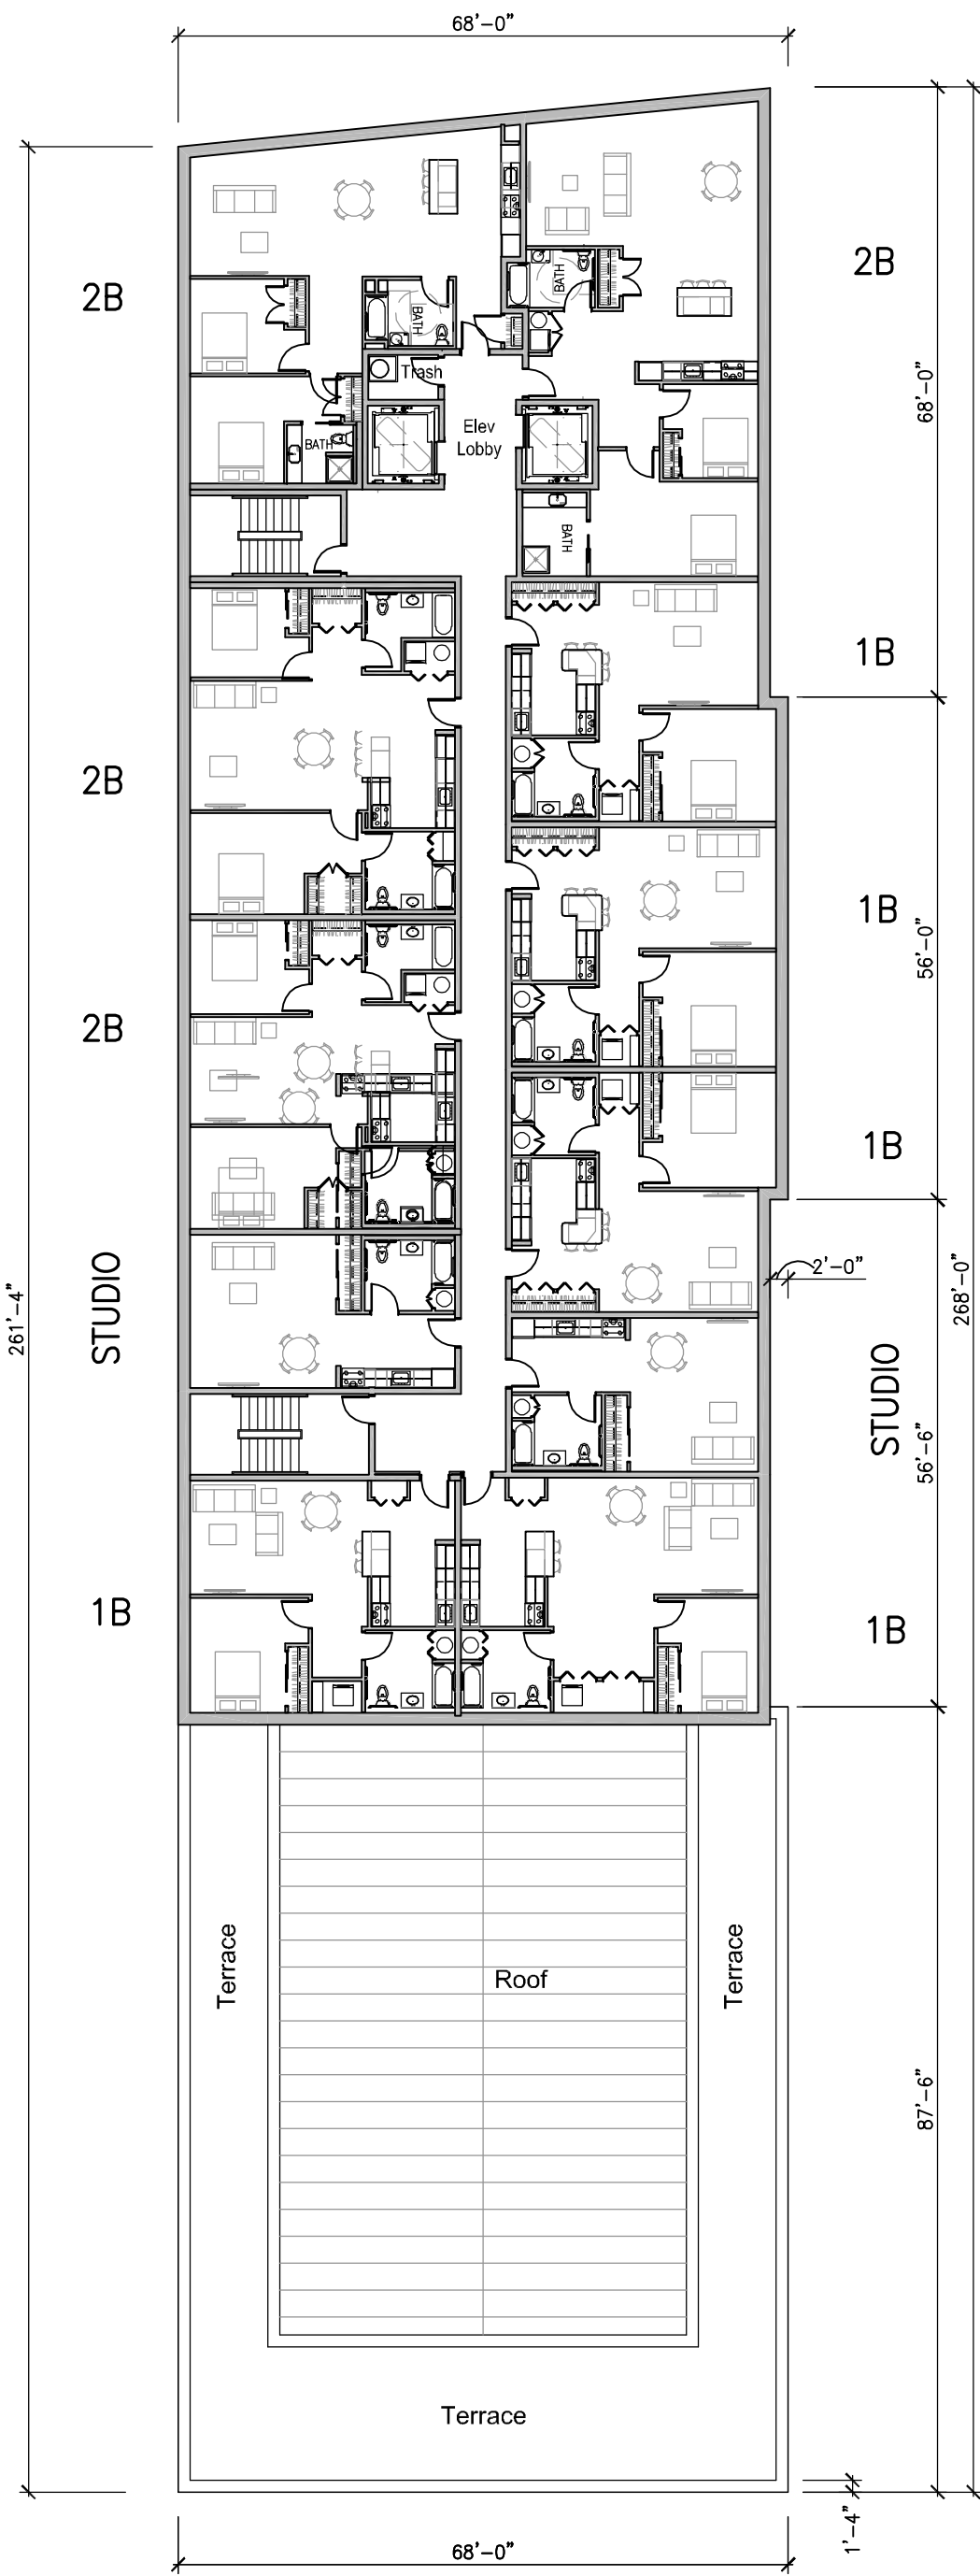 68'-0"
2B
2B
BATH
BATH
Trash
68'-0"
Elev
Lobby
BATH
BATH
1B
2B
1B
56'-0"
2B
1B
STUDIO
2'-0"
261'-4"
268'-0"
STUDIO
56'-6"
1B
1B
Terrace
Terrace
Roof
87'-6"
Terrace
1'-4"
68'-0"